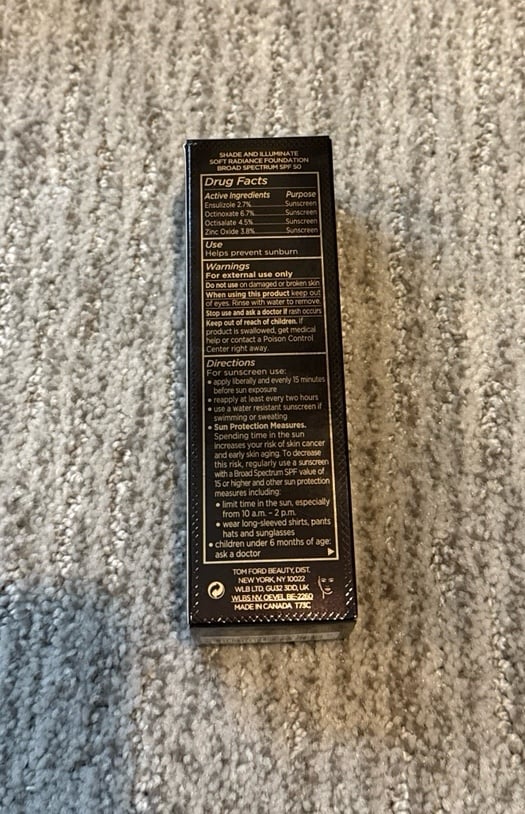 SHADE AND ILLUMINATE
SOFT RADIANCE FOUNDATION
BROAD SPECTRUM SPF 50
Drug Facts
Active Ingredients Purpose
Ensulizole 2.7% Sunscreen
Octinoxate 6.7% Sunscreen
Octisalate 4.5% Sunscreen
Zinc Oxide 3.8% Sunscreen
Use
Helps prevent sunburn
Warnings
For external use only
Do not use on damaged or broken skin
When using this product keep out
of eyes. Rinse with water to remove.
Stop use and ask a doctor if rash occurs
Keep out of reach of children. If
product is swallowed, get medical
help or contact a Poison Control
Center right away.
Directions
For sunscreen use:
• apply liberally and evenly 15 minutes
before sun exposure
• reapply at least every two hours
• use a water resistant sunscreen if
swimming or sweating
• Sun Protection Measures.
Spending time in the sun
increases your risk of skin cancer
and early skin aging. To decrease
this risk, regularly use a sunscreen
with a Broad Spectrum SPF value of
15 or higher and other sun protection
measures including:
• limit time in the sun, especially
from 10 a.m. – 2 p.m.
• wear long-sleeved shirts, pants
hats and sunglasses
• children under 6 months of age:
ask a doctor
TOM FORD BEAUTY, DIST.
NEW YORK, NY 10022
WLB LTD, GU32 3DD, UK
WLBS NV, OEVEL BE-2260
MADE IN CANADA T73C